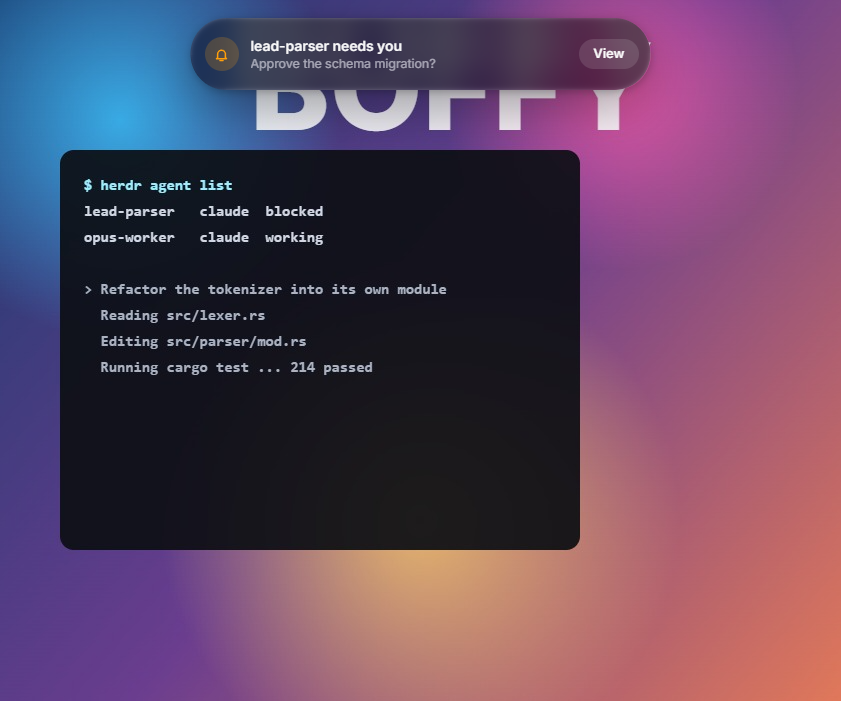 lead-parser needs you
Approve the schema migration?
View
BOFFY
$ herdr agent list
lead-parser   claude  blocked
opus-worker   claude  working
> Refactor the tokenizer into its own module
Reading src/lexer.rs
Editing src/parser/mod.rs
Running cargo test ... 214 passed